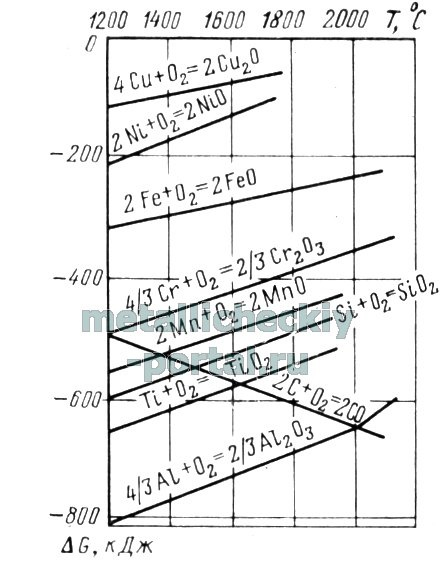 1200 1400 1600 1800 2000 T, °C
0
4Cu+O₂=2Cu₂O
2Ni+O₂=2NiO
-200
2Fe+O₂=2FeO
-400
4/3Cr+O₂=2/3Cr₂O₃
2Mn+O₂=2MnO
Si+O₂=SiO₂
metallicheckiy
-portal.ru
Ti+O₂=TiO₂
2C+O₂=2CO
-600
4/3Al+O₂=2/3Al₂O₃
-800
ΔG, кДж